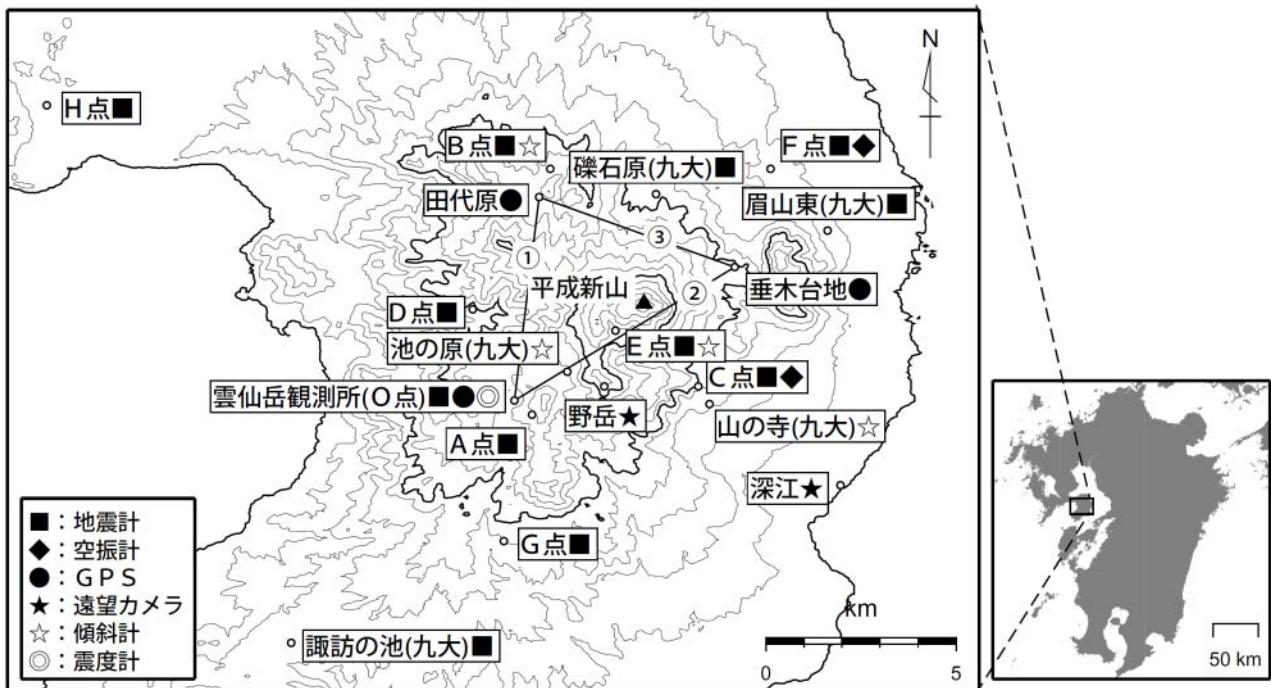 N
H点■
B点■☆
F点■◆
礫石原(九大)■
田代原●
眉山東(九大)■
③
①
平成新山
②
垂木台地●
D点■
池の原(九大)☆
E点■☆
C点■◆
雲仙岳観測所(O点)■●◎
野岳★
山の寺(九大)☆
A点■
深江★
G点■
■：地震計
◆：空振計
●：GPS
★：遠望カメラ
☆：傾斜計
◎：震度計
諏訪の池(九大)■
km
0
5
50 km